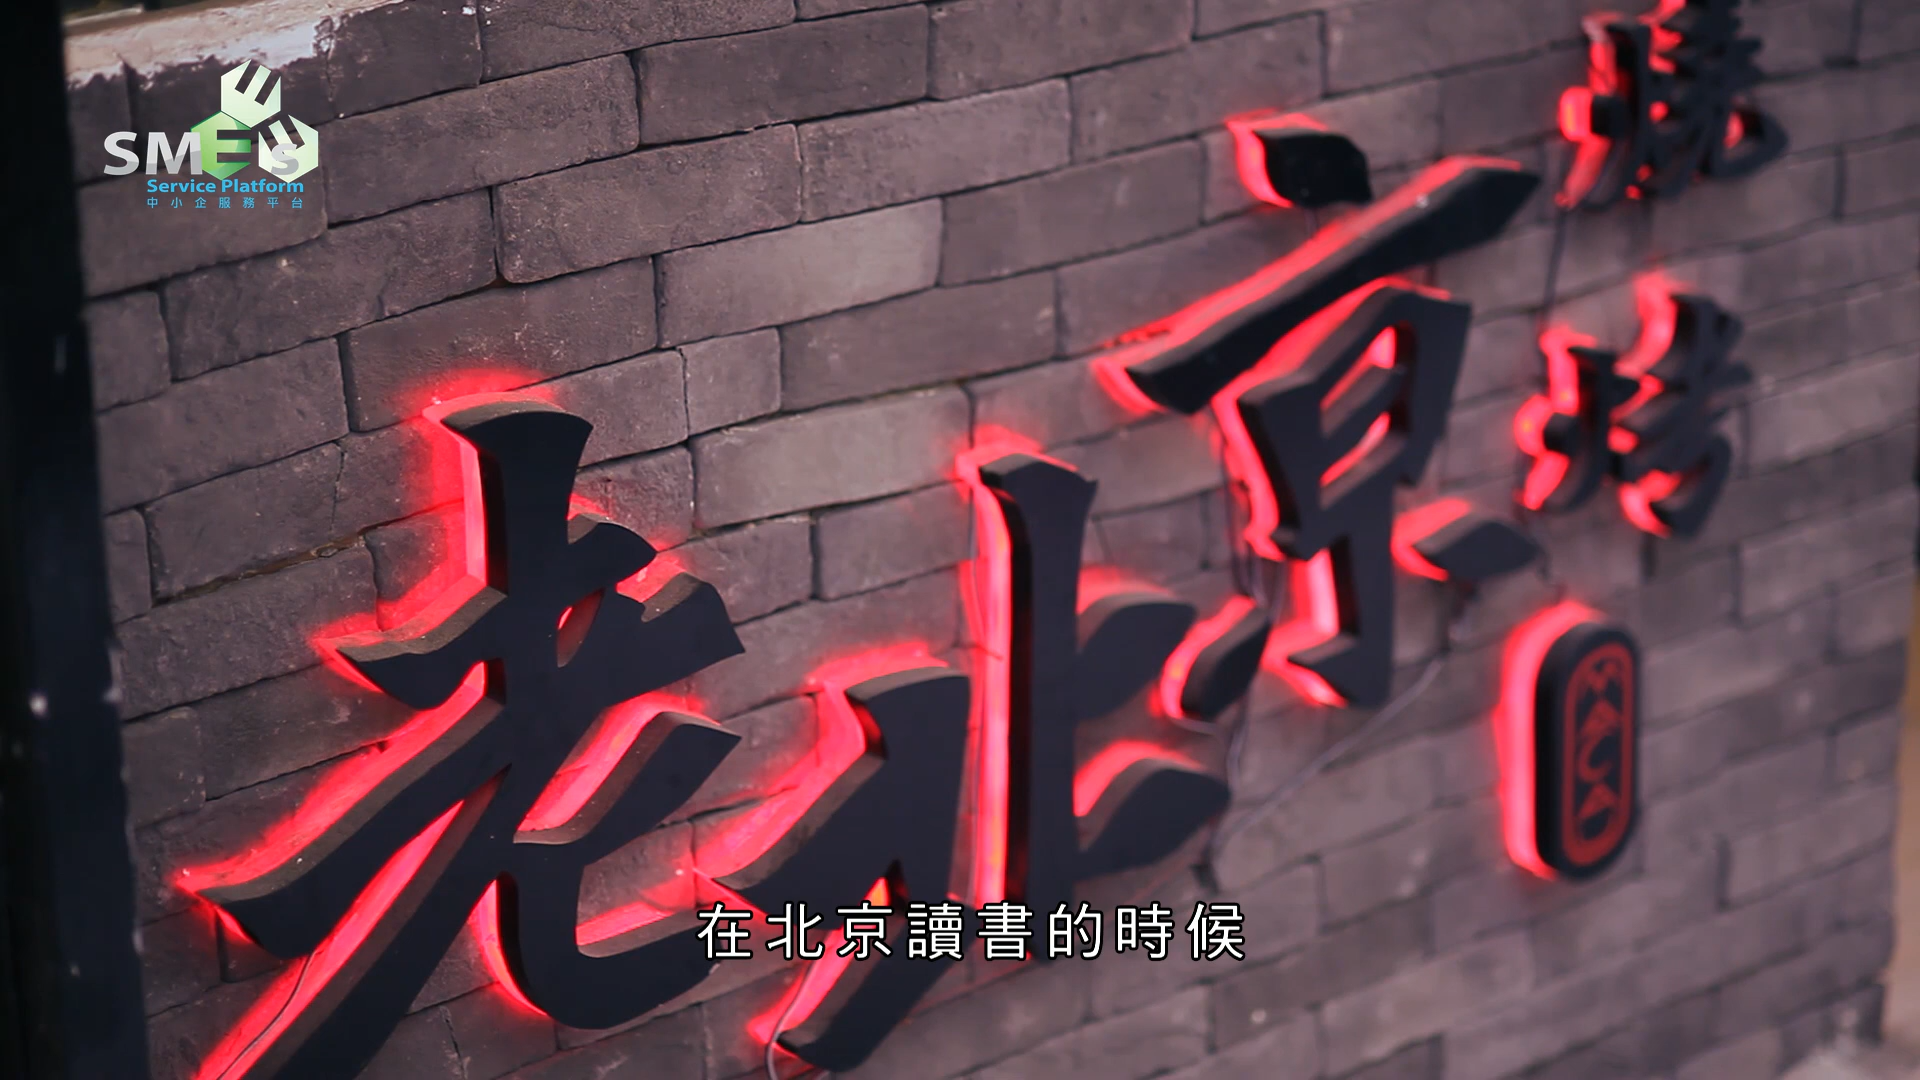 SMEs
Service Platform
中小企服務平台
老北京
燒烤
MACA
在北京讀書的時候